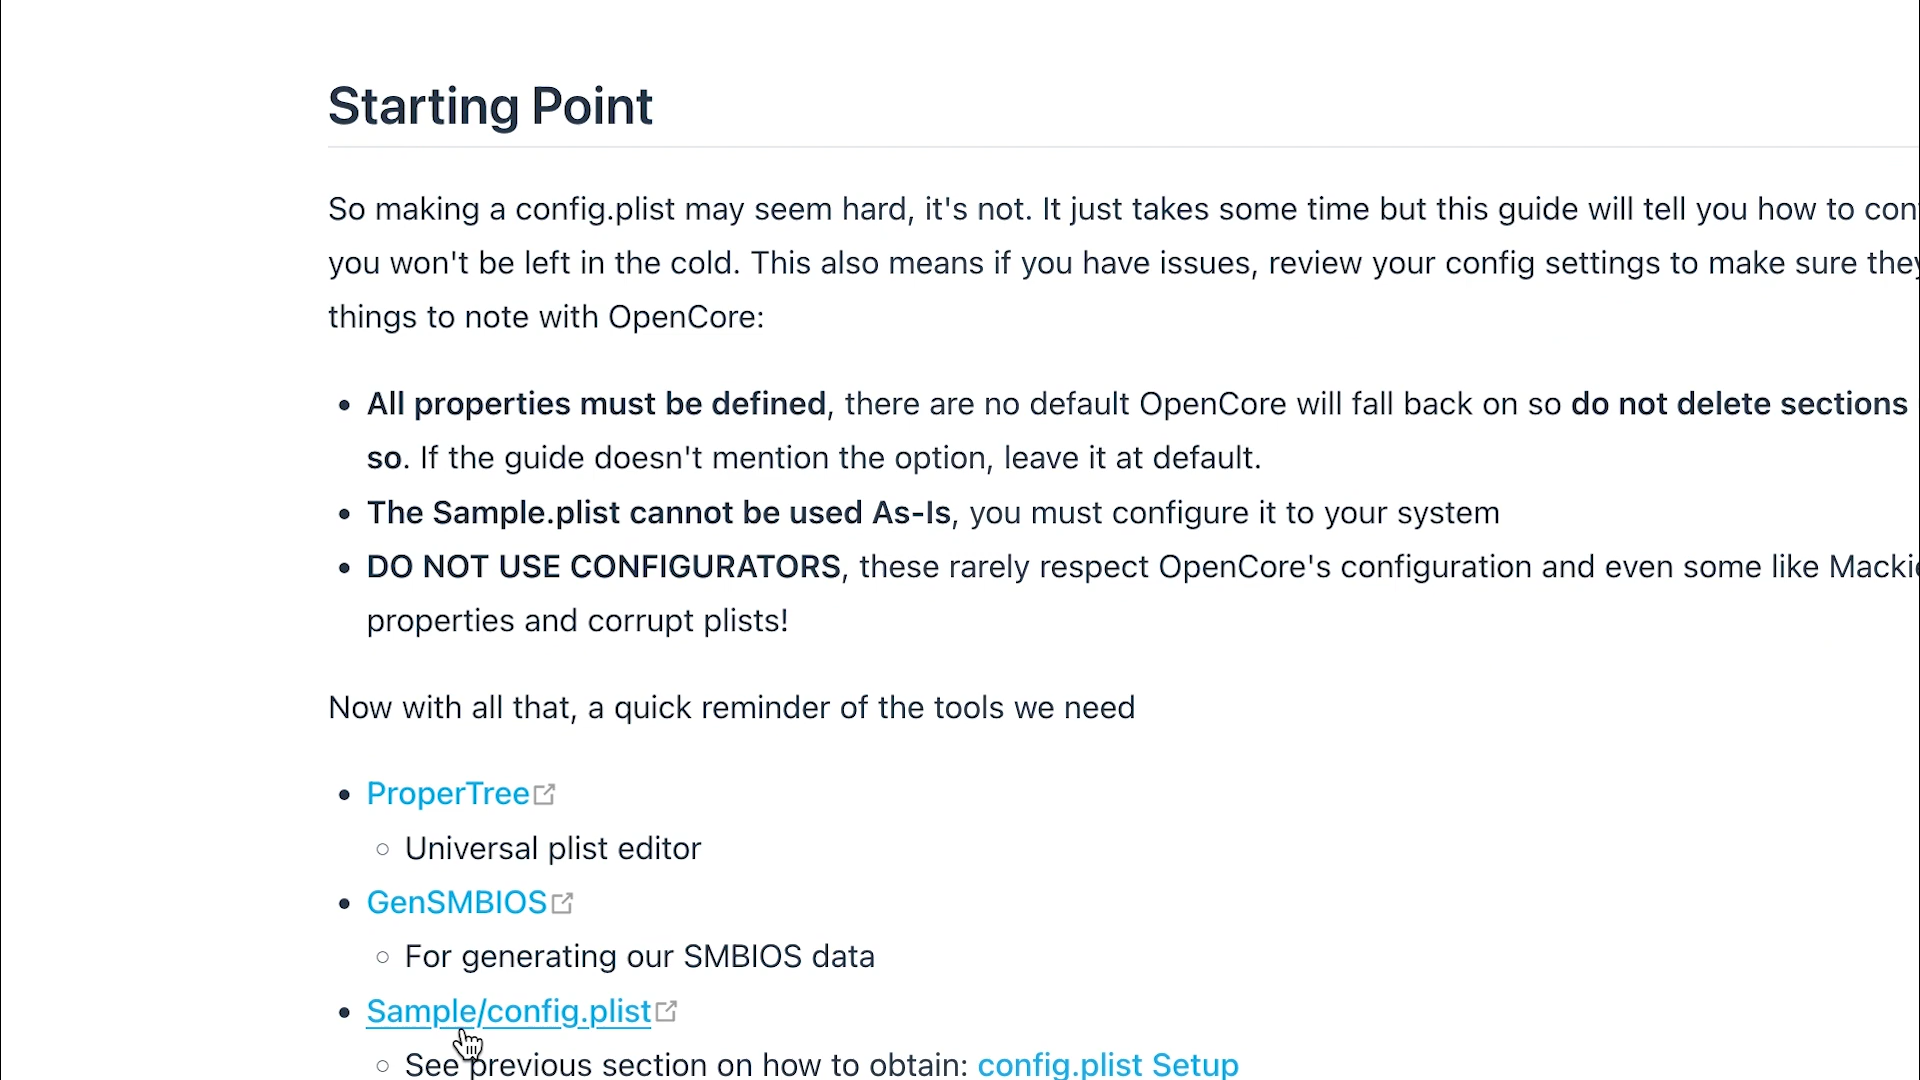 Starting Point
So making a config.plist may seem hard, it's not. It just takes some time but this guide will tell you how to
you won't be left in the cold. This also means if you have issues, review your config settings to make sure they
things to note with OpenCore:
All properties must be defined, there are no default OpenCore will fall back on so do not delete sections
so. If the guide doesn't mention the option, leave it at default.
The Sample.plist cannot be used As-Is, you must configure it to your system
DO NOT USE CONFIGURATORS, these rarely respect OpenCore's configuration and even some like
properties and corrupt plists!
Now with all that, a quick reminder of the tools we need
ProperTree
Universal plist editor
GenSMBIOS
For generating our SMBIOS data
Sample/config.plist
See previous section on how to obtain: config.plist Setup